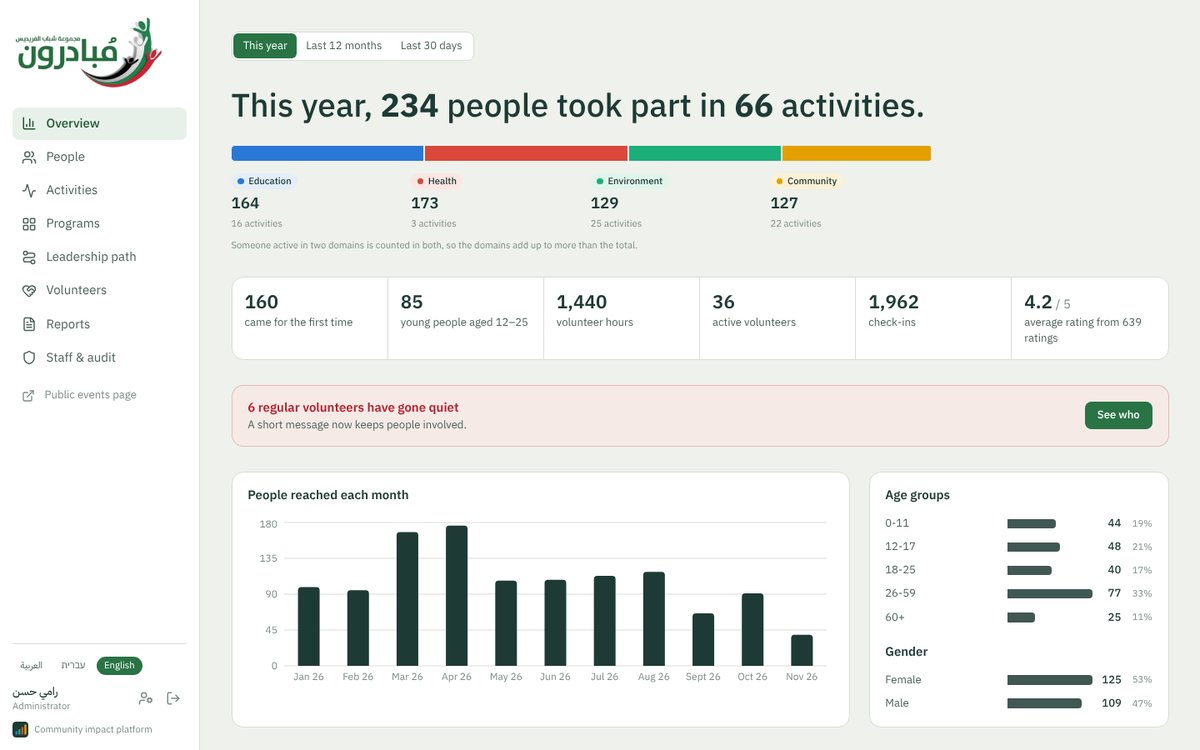 مجموعة شباب الفريديس
مُبادرون
Overview
People
Activities
Programs
Leadership path
Volunteers
Reports
Staff & audit
Public events page
العربية עברית English
رامي حسن
Administrator
Community impact platform
This year Last 12 months Last 30 days
This year, 234 people took part in 66 activities.
Education Health Environment Community
164 173 129 127
16 activities 3 activities 25 activities 22 activities
Someone active in two domains is counted in both, so the domains add up to more than the total.
160
came for the first time
85
young people aged 12–25
1,440
volunteer hours
36
active volunteers
1,962
check-ins
4.2 / 5
average rating from 639
ratings
6 regular volunteers have gone quiet
A short message now keeps people involved.
See who
People reached each month
180
135
90
45
0
Jan 26 Feb 26 Mar 26 Apr 26 May 26 Jun 26 Jul 26 Aug 26 Sept 26 Oct 26 Nov 26
Age groups
0-11 44 19%
12-17 48 21%
18-25 40 17%
26-59 77 33%
60+ 25 11%
Gender
Female 125 53%
Male 109 47%